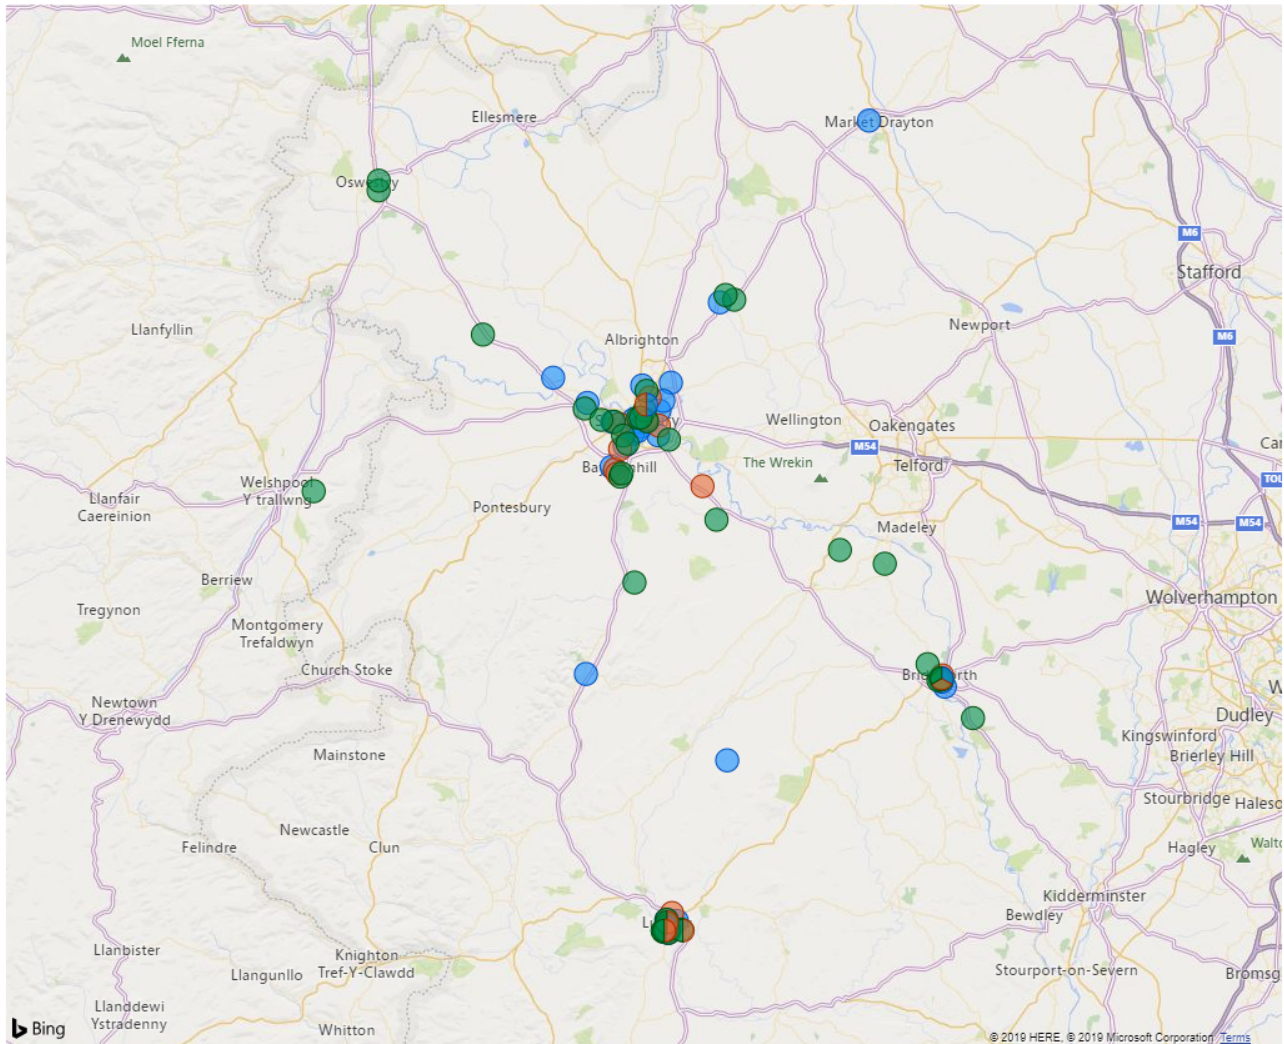 Moel Fferna
Ellesmere
Market Drayton
M6
Stafford
Llanfyllin
Albrighton
Newport
M6
Wellington
Oakengates
M54
Telford
The Wrekin
Welshpool
Y trallwng
Llanfair
Caereinion
Pontesbury
M54
M54
Madeley
Berriew
Tregynon
Wolverhampton
Montgomery
Trefaldwyn
Church Stoke
Newtown
Y Drenewydd
Dudley
Kingswinford
Mainstone
Brierley Hill
Stourbridge
Newcastle
Felindre
Clun
Hagley
Kidderminster
Bewdley
Llanbister
Knighton
Tref-Y-Clawdd
Llangunllo
Stourport-on-Severn
Llanddewi
Ystradenny
Whitton
Bing
© 2019 HERE, © 2019 Microsoft Corporation Terms